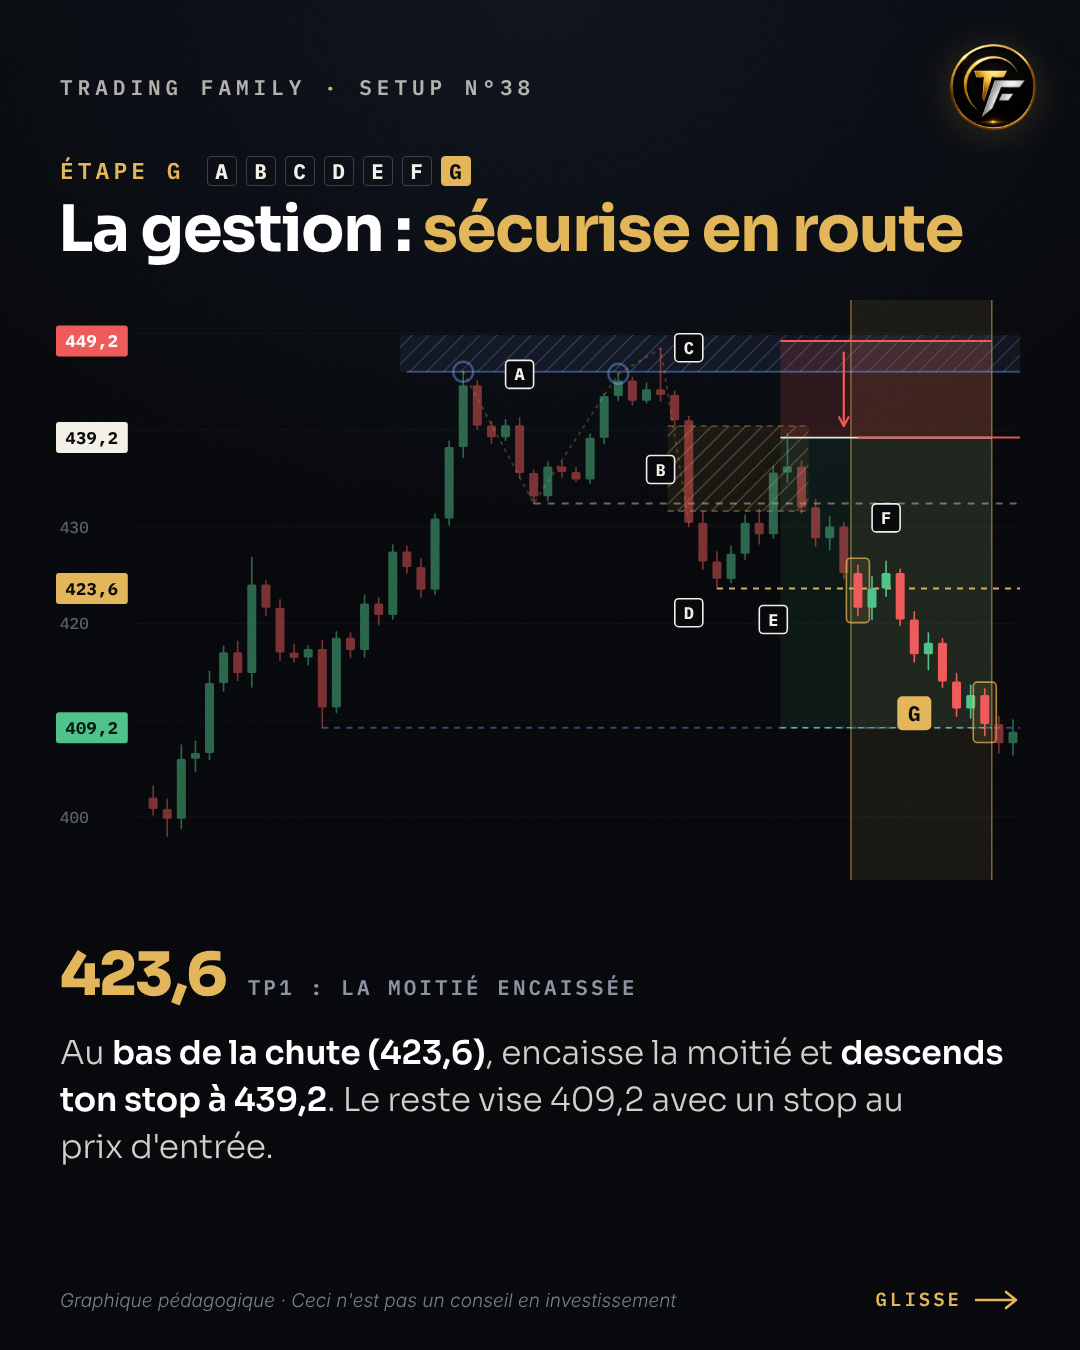 TRADING FAMILY · SETUP N°38
TF
ÉTAPE G A B C D E F G
La gestion : sécurise en route
449,2
439,2
430
423,6
420
409,2
400
A
C
B
F
D
E
G
423,6 TP1 : LA MOITIÉ ENCAISSÉE
Au bas de la chute (423,6), encaisse la moitié et descends
ton stop à 439,2. Le reste vise 409,2 avec un stop au
prix d'entrée.
Graphique pédagogique · Ceci n'est pas un conseil en investissement
GLISSE →